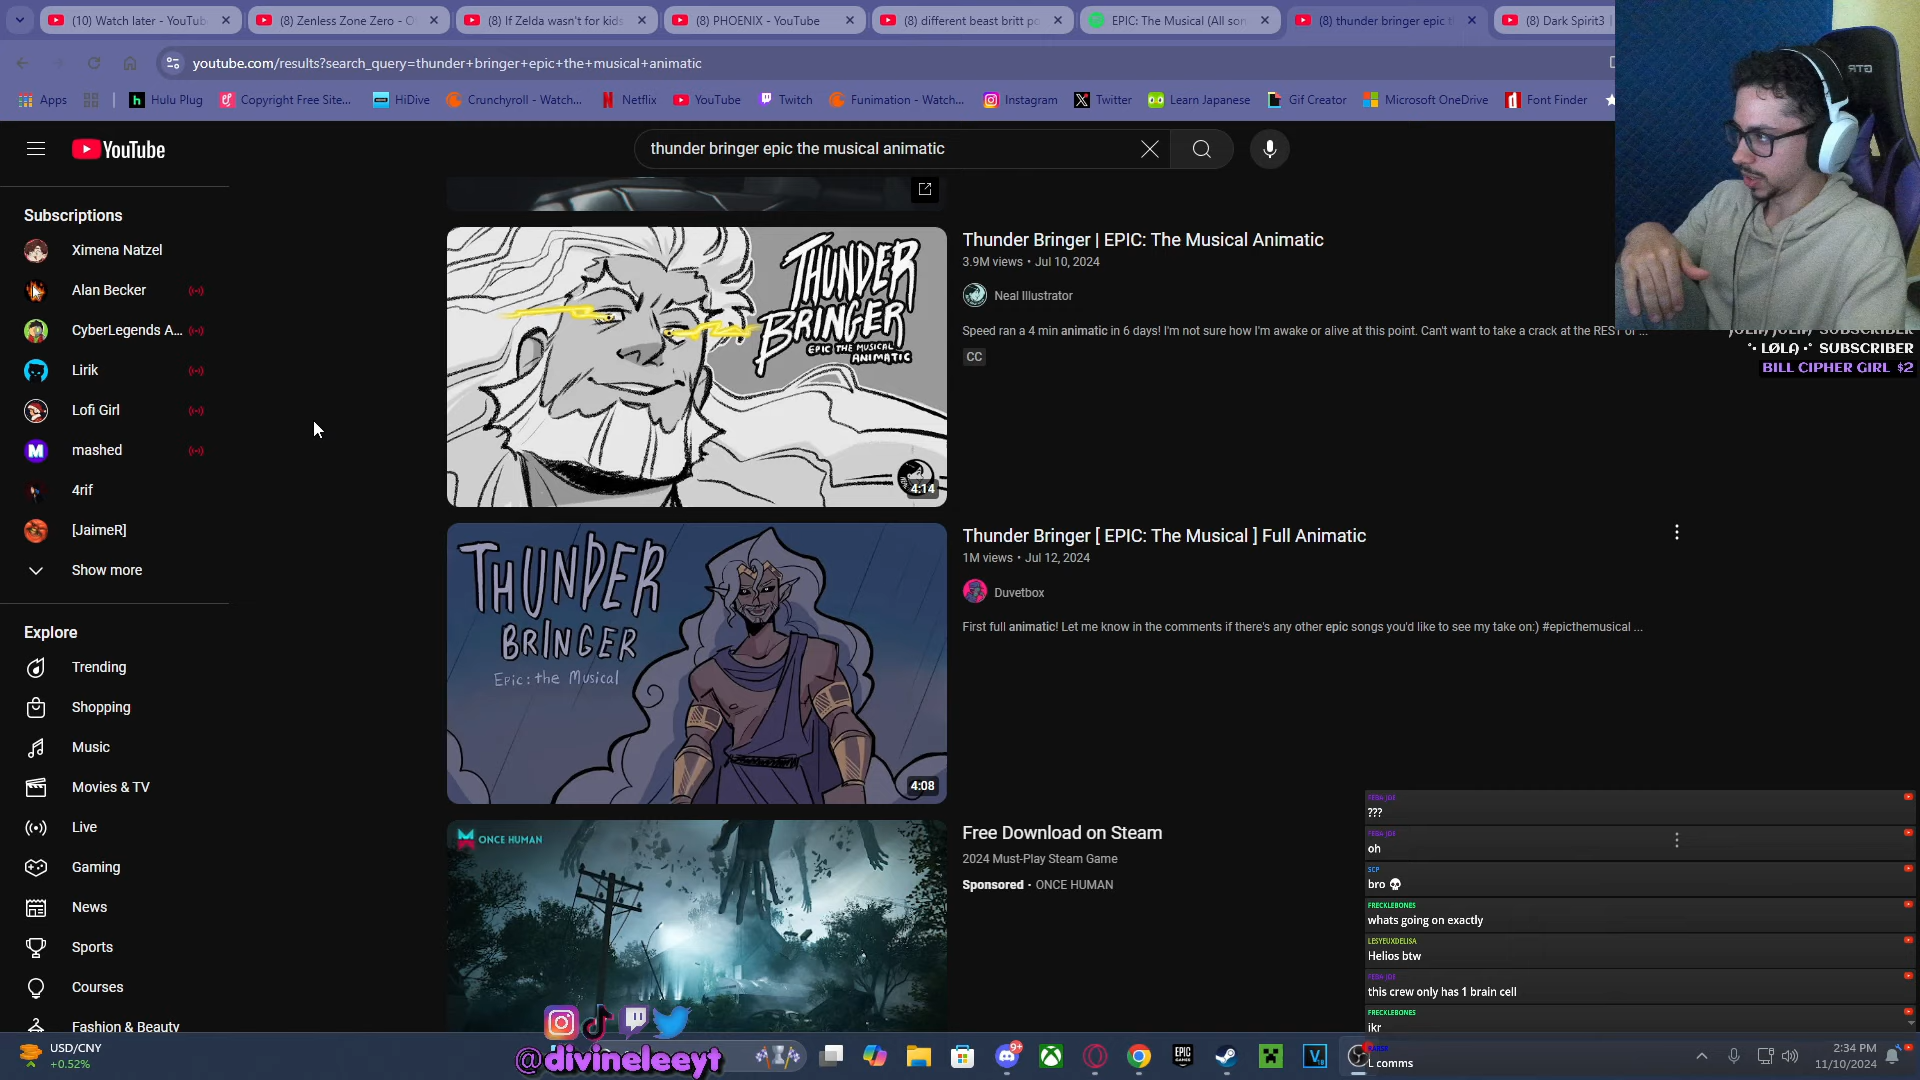 (10) Watch later - YouTub
(8) Zenless Zone Zero - O
(8) If Zelda wasn't for kids
(8) PHOENIX - YouTube
(8) different beast britt po
EPIC: The Musical (All son
(8) thunder bringer epic t
(8) Dark Spirit3 |
youtube.com/results?search_query=thunder+bringer+epic+the+musical+animatic
Apps
Hulu Plug
Copyright Free Site...
HiDive
Crunchyroll - Watch...
Netflix
YouTube
Twitch
Funimation - Watch...
Instagram
Twitter
Learn Japanese
Gif Creator
Microsoft OneDrive
Font Finder
YouTube
thunder bringer epic the musical animatic
Subscriptions
Ximena Natzel
Alan Becker
CyberLegends A...
Lirik
Lofi Girl
mashed
4rif
[JaimeR]
Show more
Explore
Trending
Shopping
Music
Movies & TV
Live
Gaming
News
Sports
Courses
Fashion & Beauty
THUNDER
BRINGER
EPIC THE MUSICAL
ANIMATIC
4:14
Thunder Bringer | EPIC: The Musical Animatic
3.9M views • Jul 10, 2024
Neal Illustrator
Speed ran a 4 min animatic in 6 days! I'm not sure how I'm awake or alive at this point. Can't want to take a crack at the REST of ...
CC
THUNDER
BRINGER
Epic: the Musical
4:08
Thunder Bringer [ EPIC: The Musical ] Full Animatic
1M views • Jul 12, 2024
Duvetbox
First full animatic! Let me know in the comments if there's any other epic songs you'd like to see my take on:) #epicthemusical ...
ONCE HUMAN
Free Download on Steam
2024 Must-Play Steam Game
Sponsored • ONCE HUMAN
GTR
LØLA SUBSCRIBER
BILL CIPHER GIRL $2
???
oh
SCP
bro 💀
FRECKLEBONES
whats going on exactly
LESYEUXDELISA
Helios btw
this crew only has 1 brain cell
FRECKLEBONES
ikr
L comms
@divineleeyt
USD/CNY
+0.52%
9+
EPIC
2:34 PM
11/10/2024